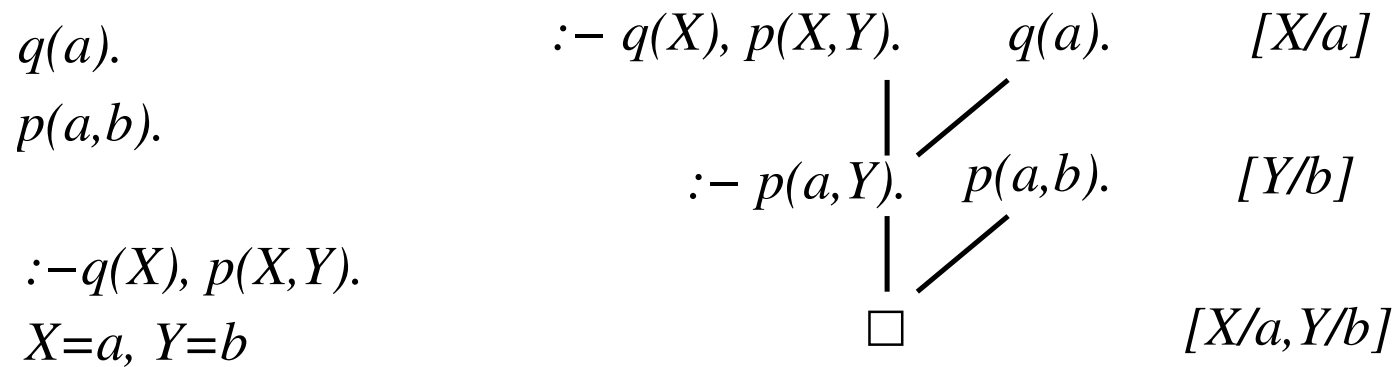 q(a).
p(a,b).
:−q(X), p(X,Y).
X=a, Y=b
:− q(X), p(X,Y). q(a). [X/a]
:− p(a,Y). p(a,b). [Y/b]
□ [X/a,Y/b]